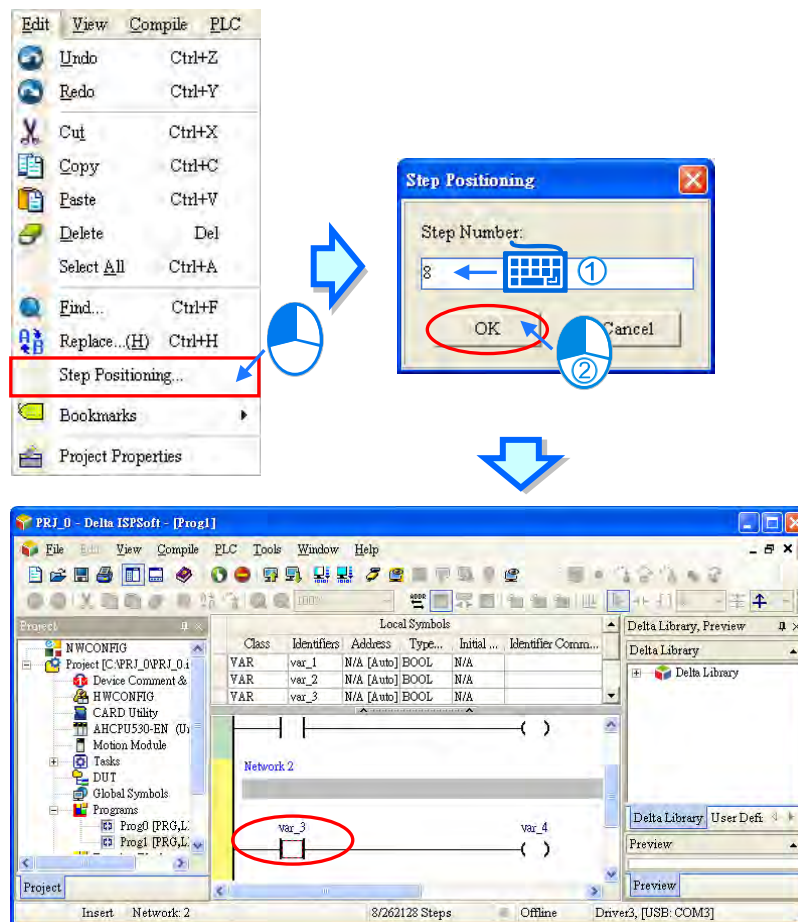 Edit View Compile PLC
Undo Ctrl+Z
Redo Ctrl+Y
Cut Ctrl+X
Copy Ctrl+C
Paste Ctrl+V
Delete Del
Select All Ctrl+A
Find... Ctrl+F
Replace...(H) Ctrl+H
Step Positioning...
Bookmarks
Project Properties
Step Positioning
Step Number:
8
1
OK
Cancel
2
PRJ_0 - Delta ISPSoft - [Prog1]
File Edit View Compile PLC Tools Window Help
100%
Project
NWCONFIG
Project [C:\PRJ_0\PRJ_0.i
Device Comment &
HWCONFIG
CARD Utility
AHCPU530-EN (Un
Motion Module
Tasks
DUT
Global Symbols
Programs
Prog0 [PRG,L
Prog1 [PRG,L
Project
Local Symbols
Class Identifiers Address Type... Initial ... Identifier Comm...
VAR var_1 N/A [Auto] BOOL N/A
VAR var_2 N/A [Auto] BOOL N/A
VAR var_3 N/A [Auto] BOOL N/A
Network 2
var_3 var_4
Delta Library, Preview
Delta Library
Delta Library
Delta Library User Defi
Preview
Preview
Insert Network: 2 8/262128 Steps Offline Driver3, [USB: COM3]